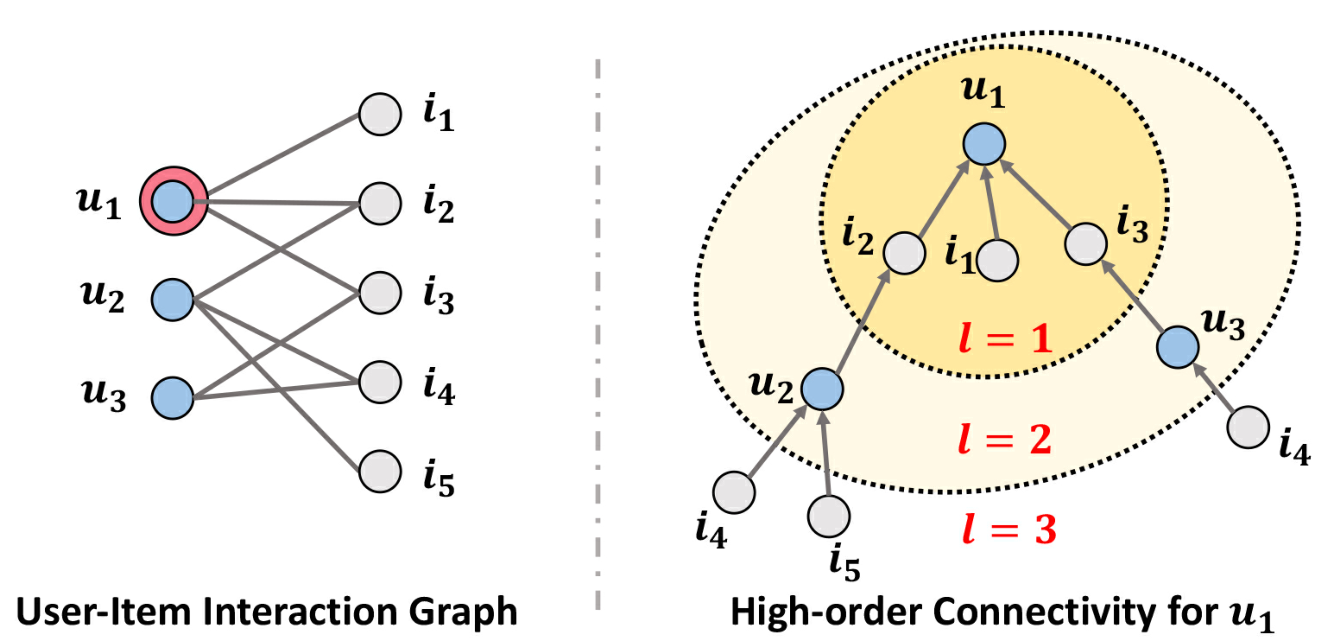 u₁
u₂
u₃
i₁
i₂
i₃
i₄
i₅
User-Item Interaction Graph
u₁
i₂
i₁
i₃
l = 1
u₃
u₂
l = 2
i₄
i₄
i₅
l = 3
High-order Connectivity for u₁